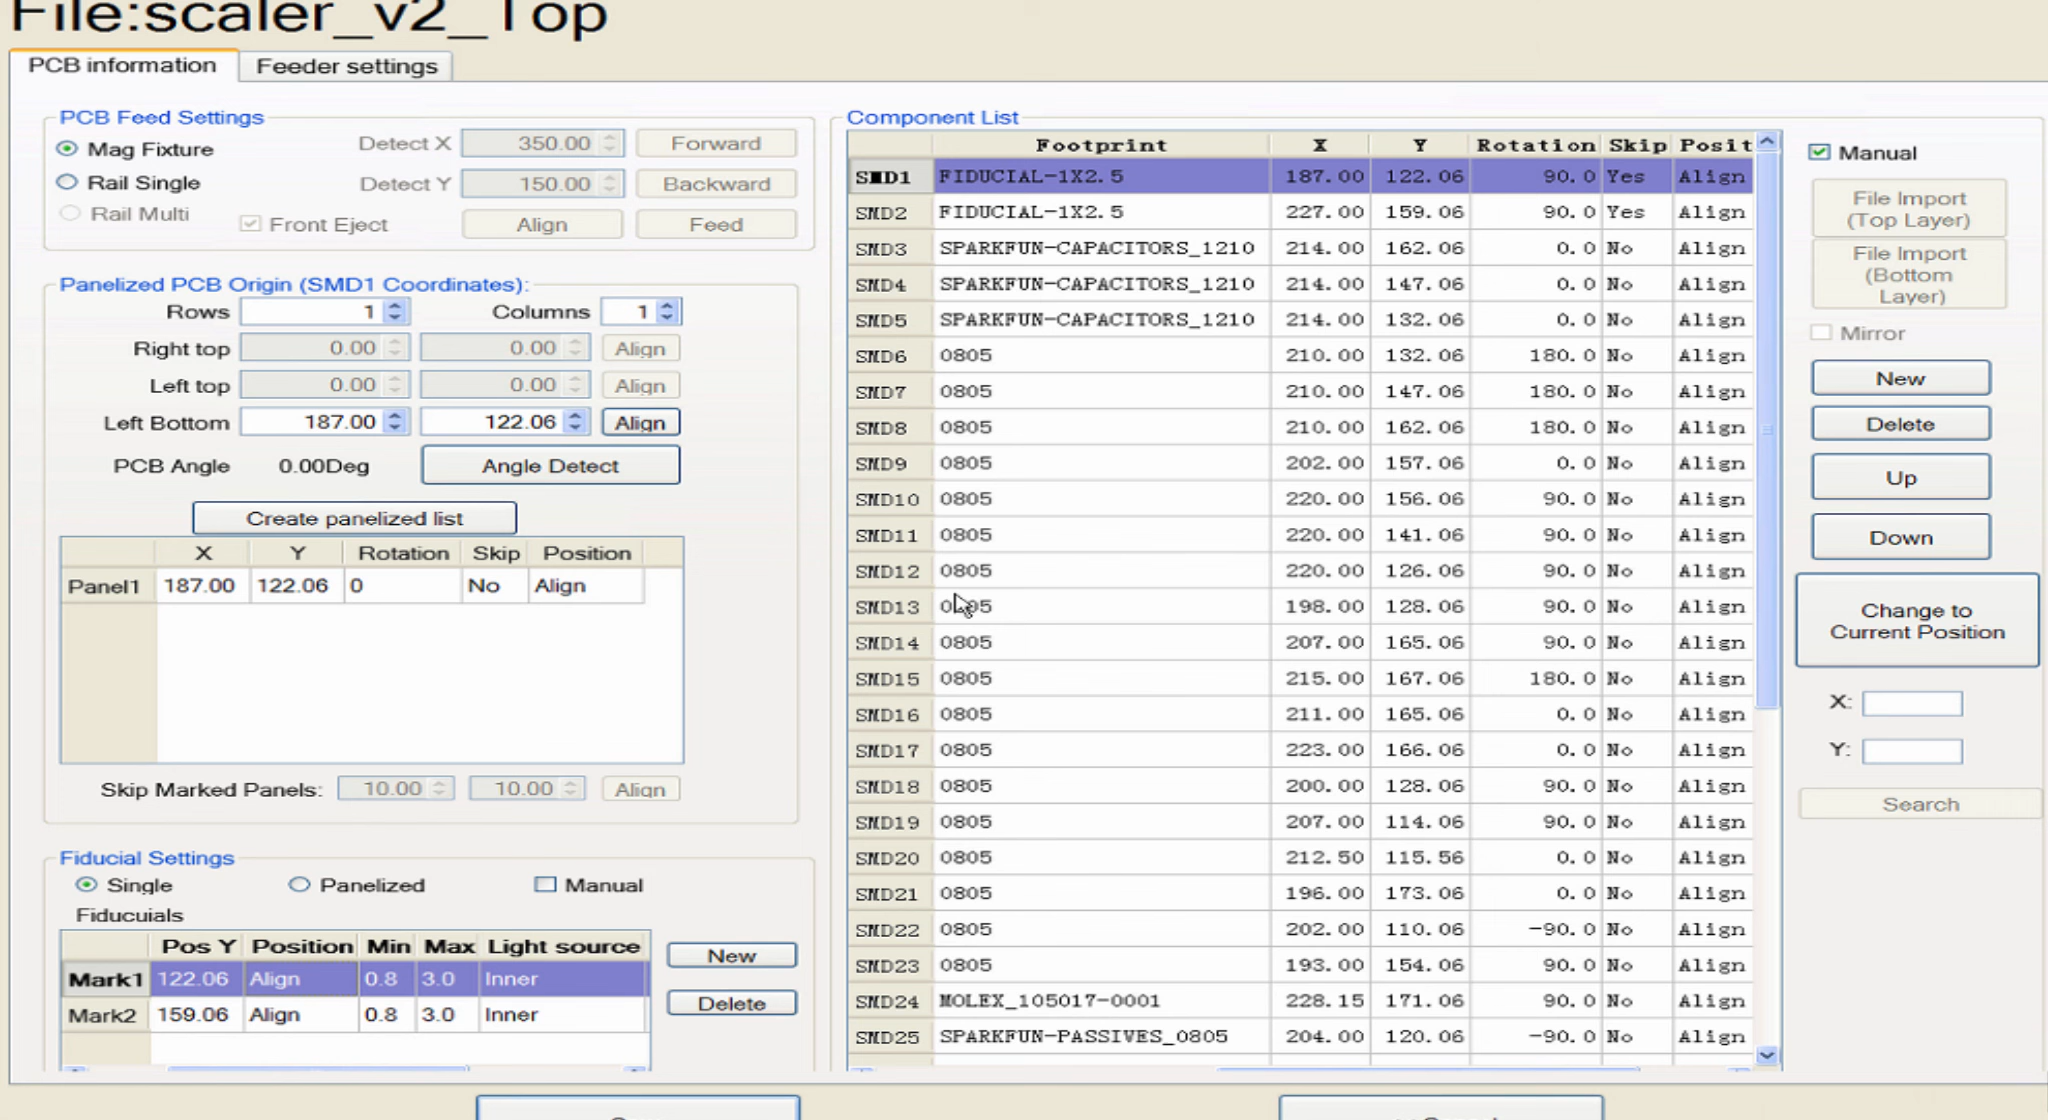 File:scaler_v2_Top
PCB information Feeder settings
PCB Feed Settings
Mag Fixture Detect X 350.00 Forward
Rail Single Detect Y 150.00 Backward
Rail Multi Front Eject Align Feed
Panelized PCB Origin (SMD1 Coordinates):
Rows 1 Columns 1
Right top 0.00 0.00 Align
Left top 0.00 0.00 Align
Left Bottom 187.00 122.06 Align
PCB Angle 0.00Deg Angle Detect
Create panelized list
X Y Rotation Skip Position
Panel1 187.00 122.06 0 No Align
Skip Marked Panels: 10.00 10.00 Align
Fiducial Settings
Single Panelized Manual
Fiducuials
Pos Y Position Min Max Light source
Mark1 122.06 Align 0.8 3.0 Inner
Mark2 159.06 Align 0.8 3.0 Inner
New
Delete
Component List
Footprint X Y Rotation Skip Posit
SMD1 FIDUCIAL-1X2.5 187.00 122.06 90.0 Yes Align
SMD2 FIDUCIAL-1X2.5 227.00 159.06 90.0 Yes Align
SMD3 SPARKFUN-CAPACITORS_1210 214.00 162.06 0.0 No Align
SMD4 SPARKFUN-CAPACITORS_1210 214.00 147.06 0.0 No Align
SMD5 SPARKFUN-CAPACITORS_1210 214.00 132.06 0.0 No Align
SMD6 0805 210.00 132.06 180.0 No Align
SMD7 0805 210.00 147.06 180.0 No Align
SMD8 0805 210.00 162.06 180.0 No Align
SMD9 0805 202.00 157.06 0.0 No Align
SMD10 0805 220.00 156.06 90.0 No Align
SMD11 0805 220.00 141.06 90.0 No Align
SMD12 0805 220.00 126.06 90.0 No Align
SMD13 0805 198.00 128.06 90.0 No Align
SMD14 0805 207.00 165.06 90.0 No Align
SMD15 0805 215.00 167.06 180.0 No Align
SMD16 0805 211.00 165.06 0.0 No Align
SMD17 0805 223.00 166.06 0.0 No Align
SMD18 0805 200.00 128.06 90.0 No Align
SMD19 0805 207.00 114.06 90.0 No Align
SMD20 0805 212.50 115.56 0.0 No Align
SMD21 0805 196.00 173.06 0.0 No Align
SMD22 0805 202.00 110.06 -90.0 No Align
SMD23 0805 193.00 154.06 90.0 No Align
SMD24 MOLEX_105017-0001 228.15 171.06 90.0 No Align
SMD25 SPARKFUN-PASSIVES_0805 204.00 120.06 -90.0 No Align
Manual
File Import
(Top Layer)
File Import
(Bottom
Layer)
Mirror
New
Delete
Up
Down
Change to
Current Position
X:
Y:
Search